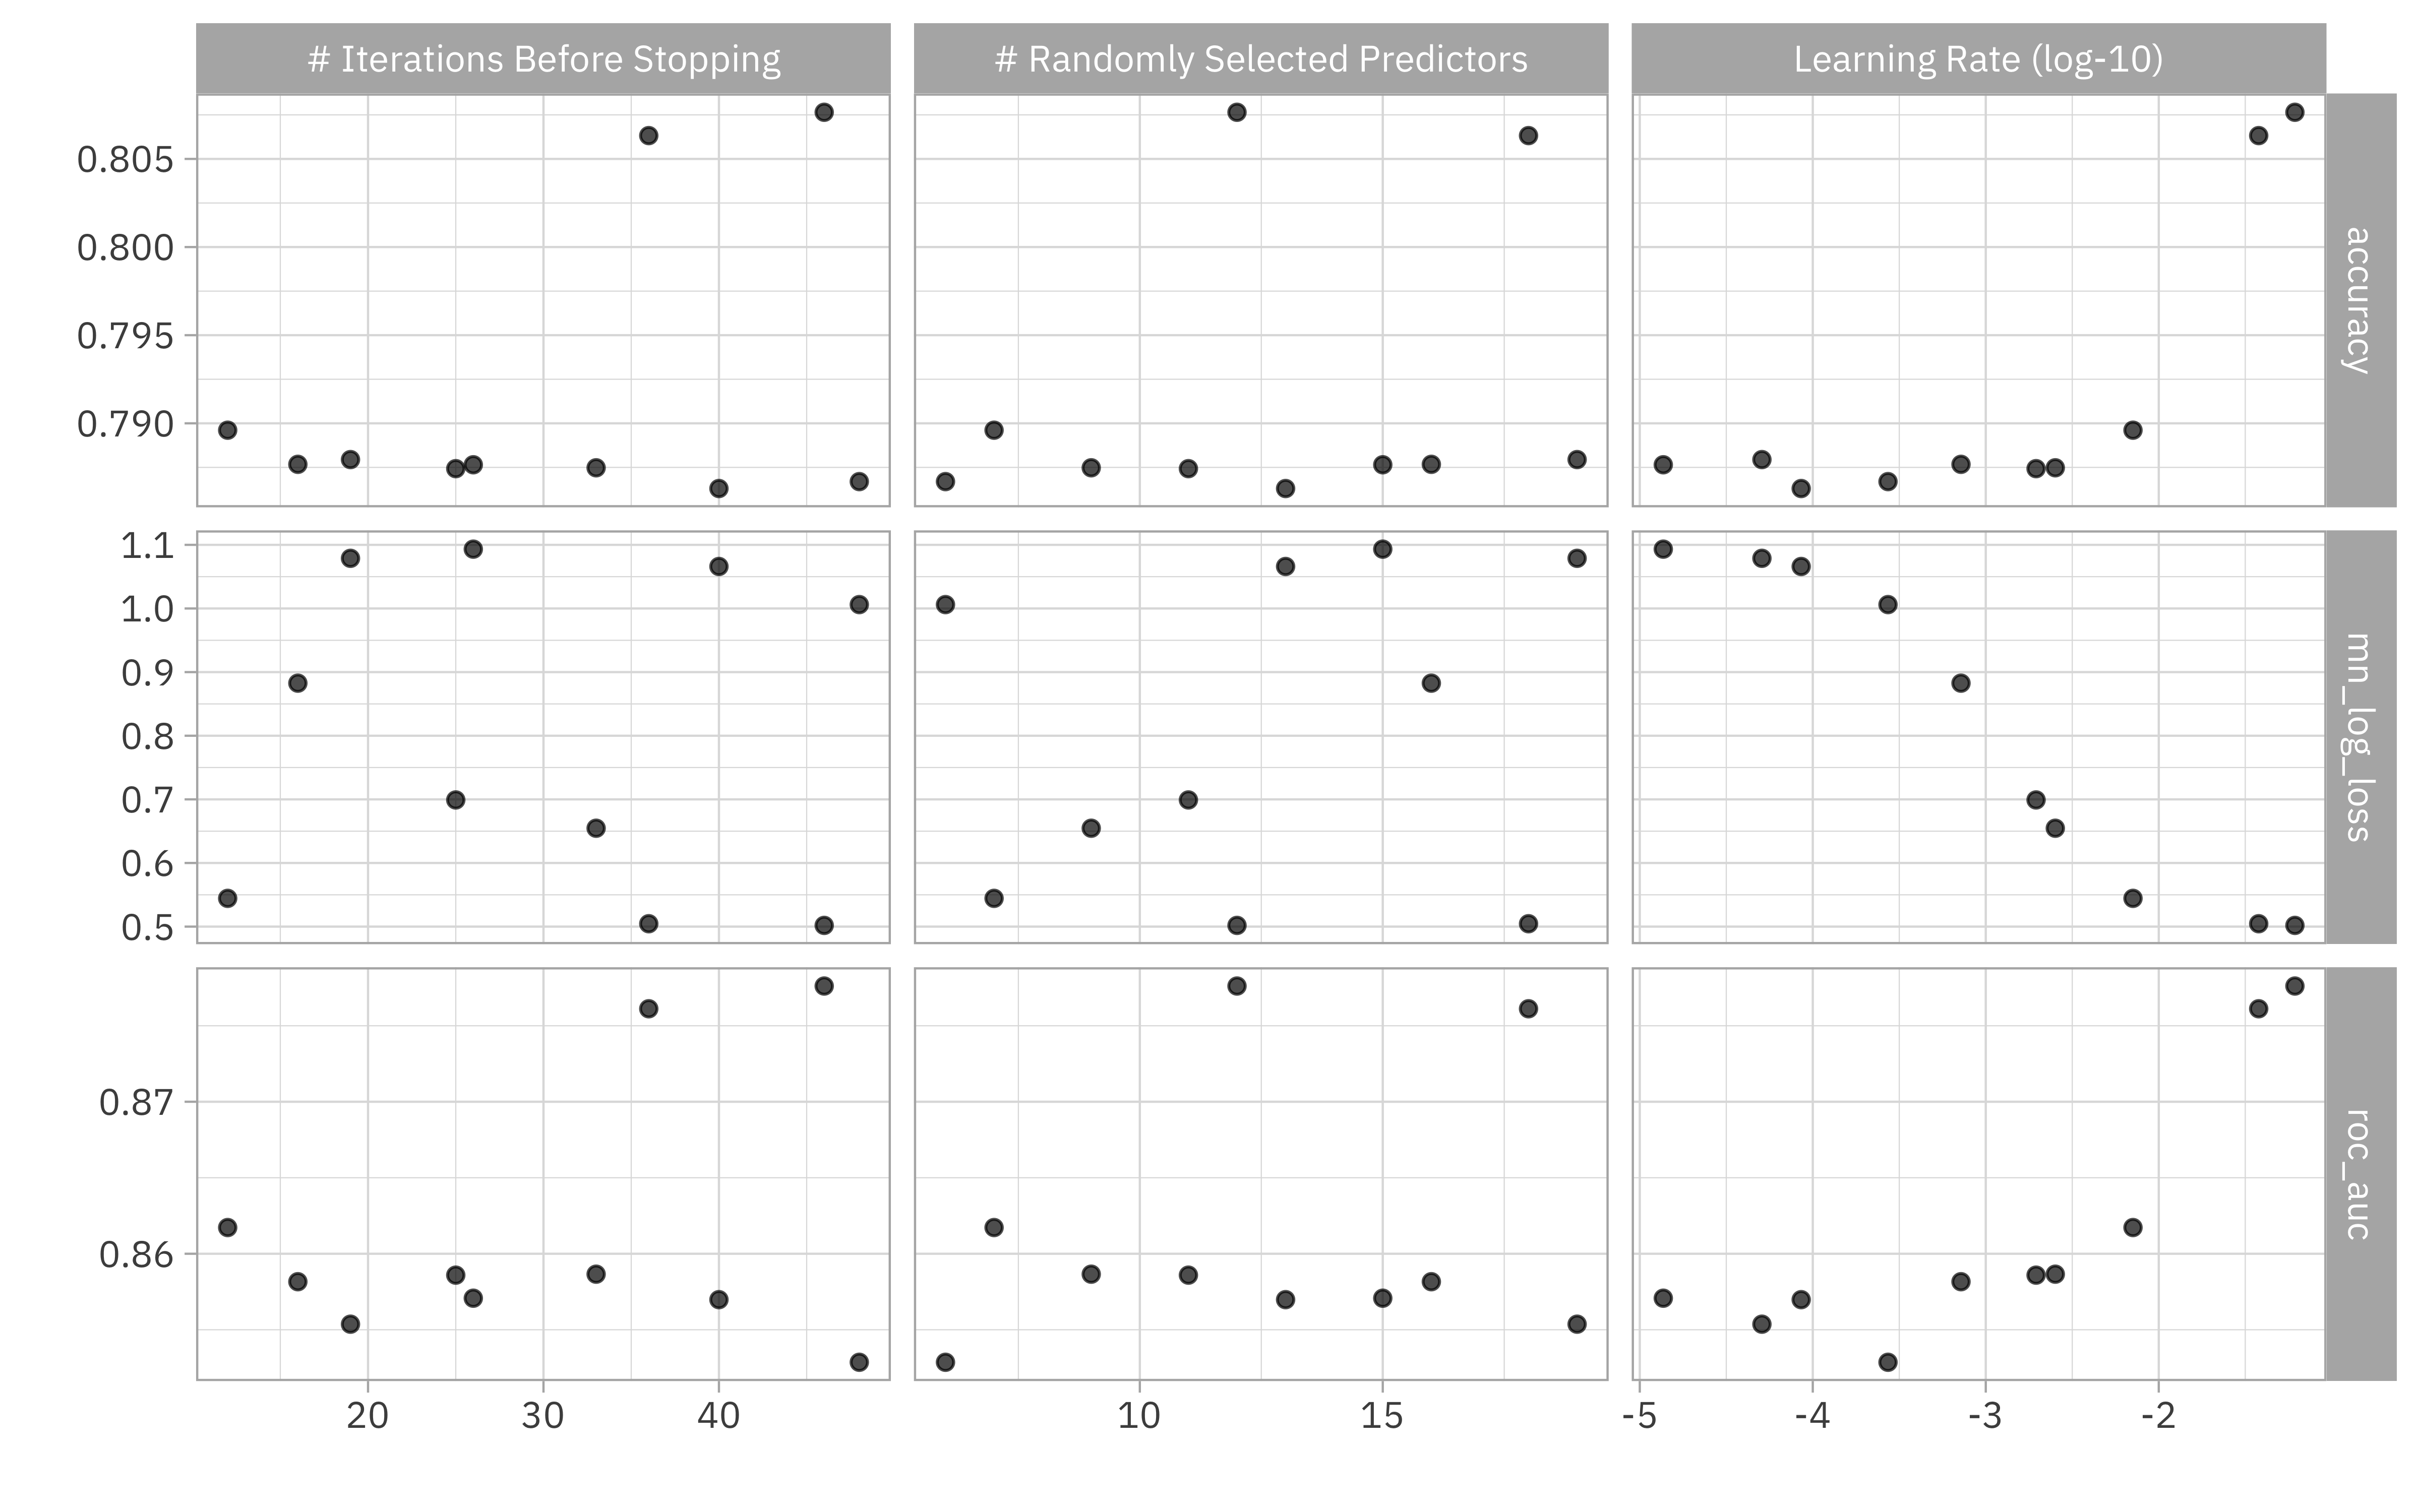 # Iterations Before Stopping
# Randomly Selected Predictors
Learning Rate (log-10)
0.805
0.800
0.795
0.790
accuracy
1.1
1.0
0.9
0.8
0.7
0.6
0.5
mn_log_loss
0.87
0.86
roc_auc
20 30 40
10 15
-5 -4 -3 -2